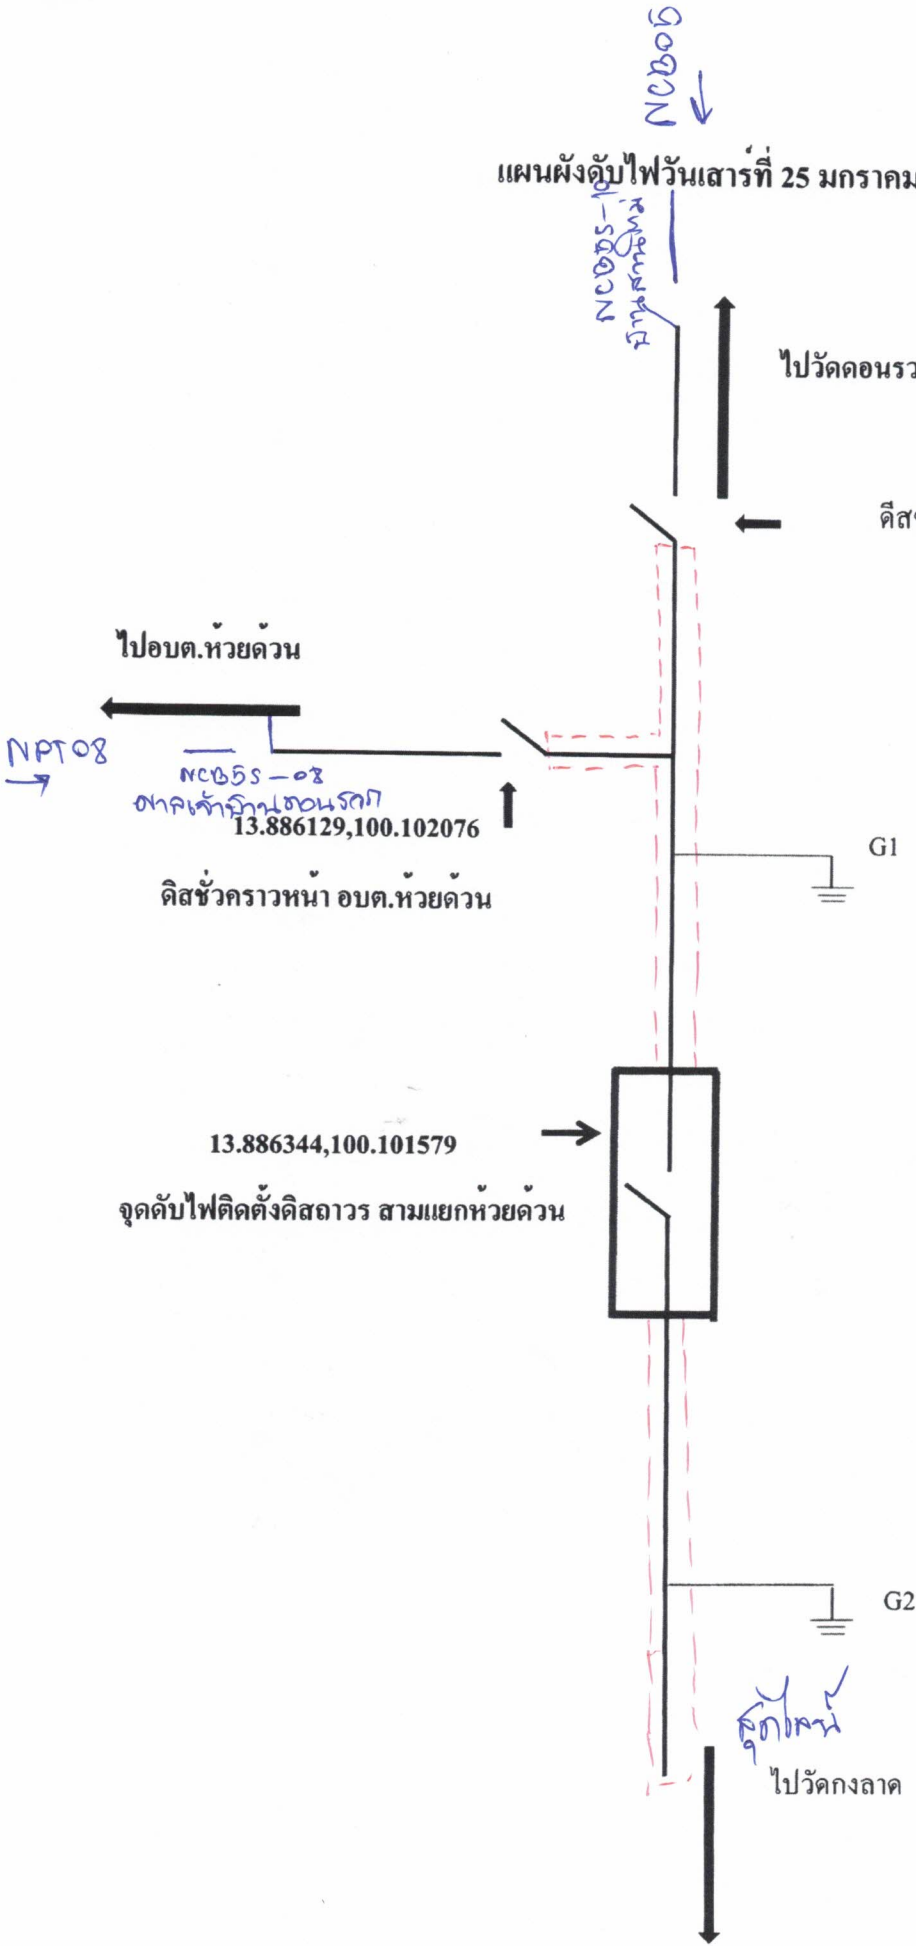 แผนผังดับไฟวันเสาร์ที่ 25 มกราคม
ไปวัดดอนรว
ดิสช
ไปอบต.ห้วยด้วน
NPT08
13.886129,100.102076
ดิสชั่วคราวหน้า อบต.ห้วยด้วน
G1
13.886344,100.101579
จุดดับไฟติดตั้งดิสถาวร สามแยกห้วยด้วน
G2
สุดไลน์
ไปวัดกงลาด